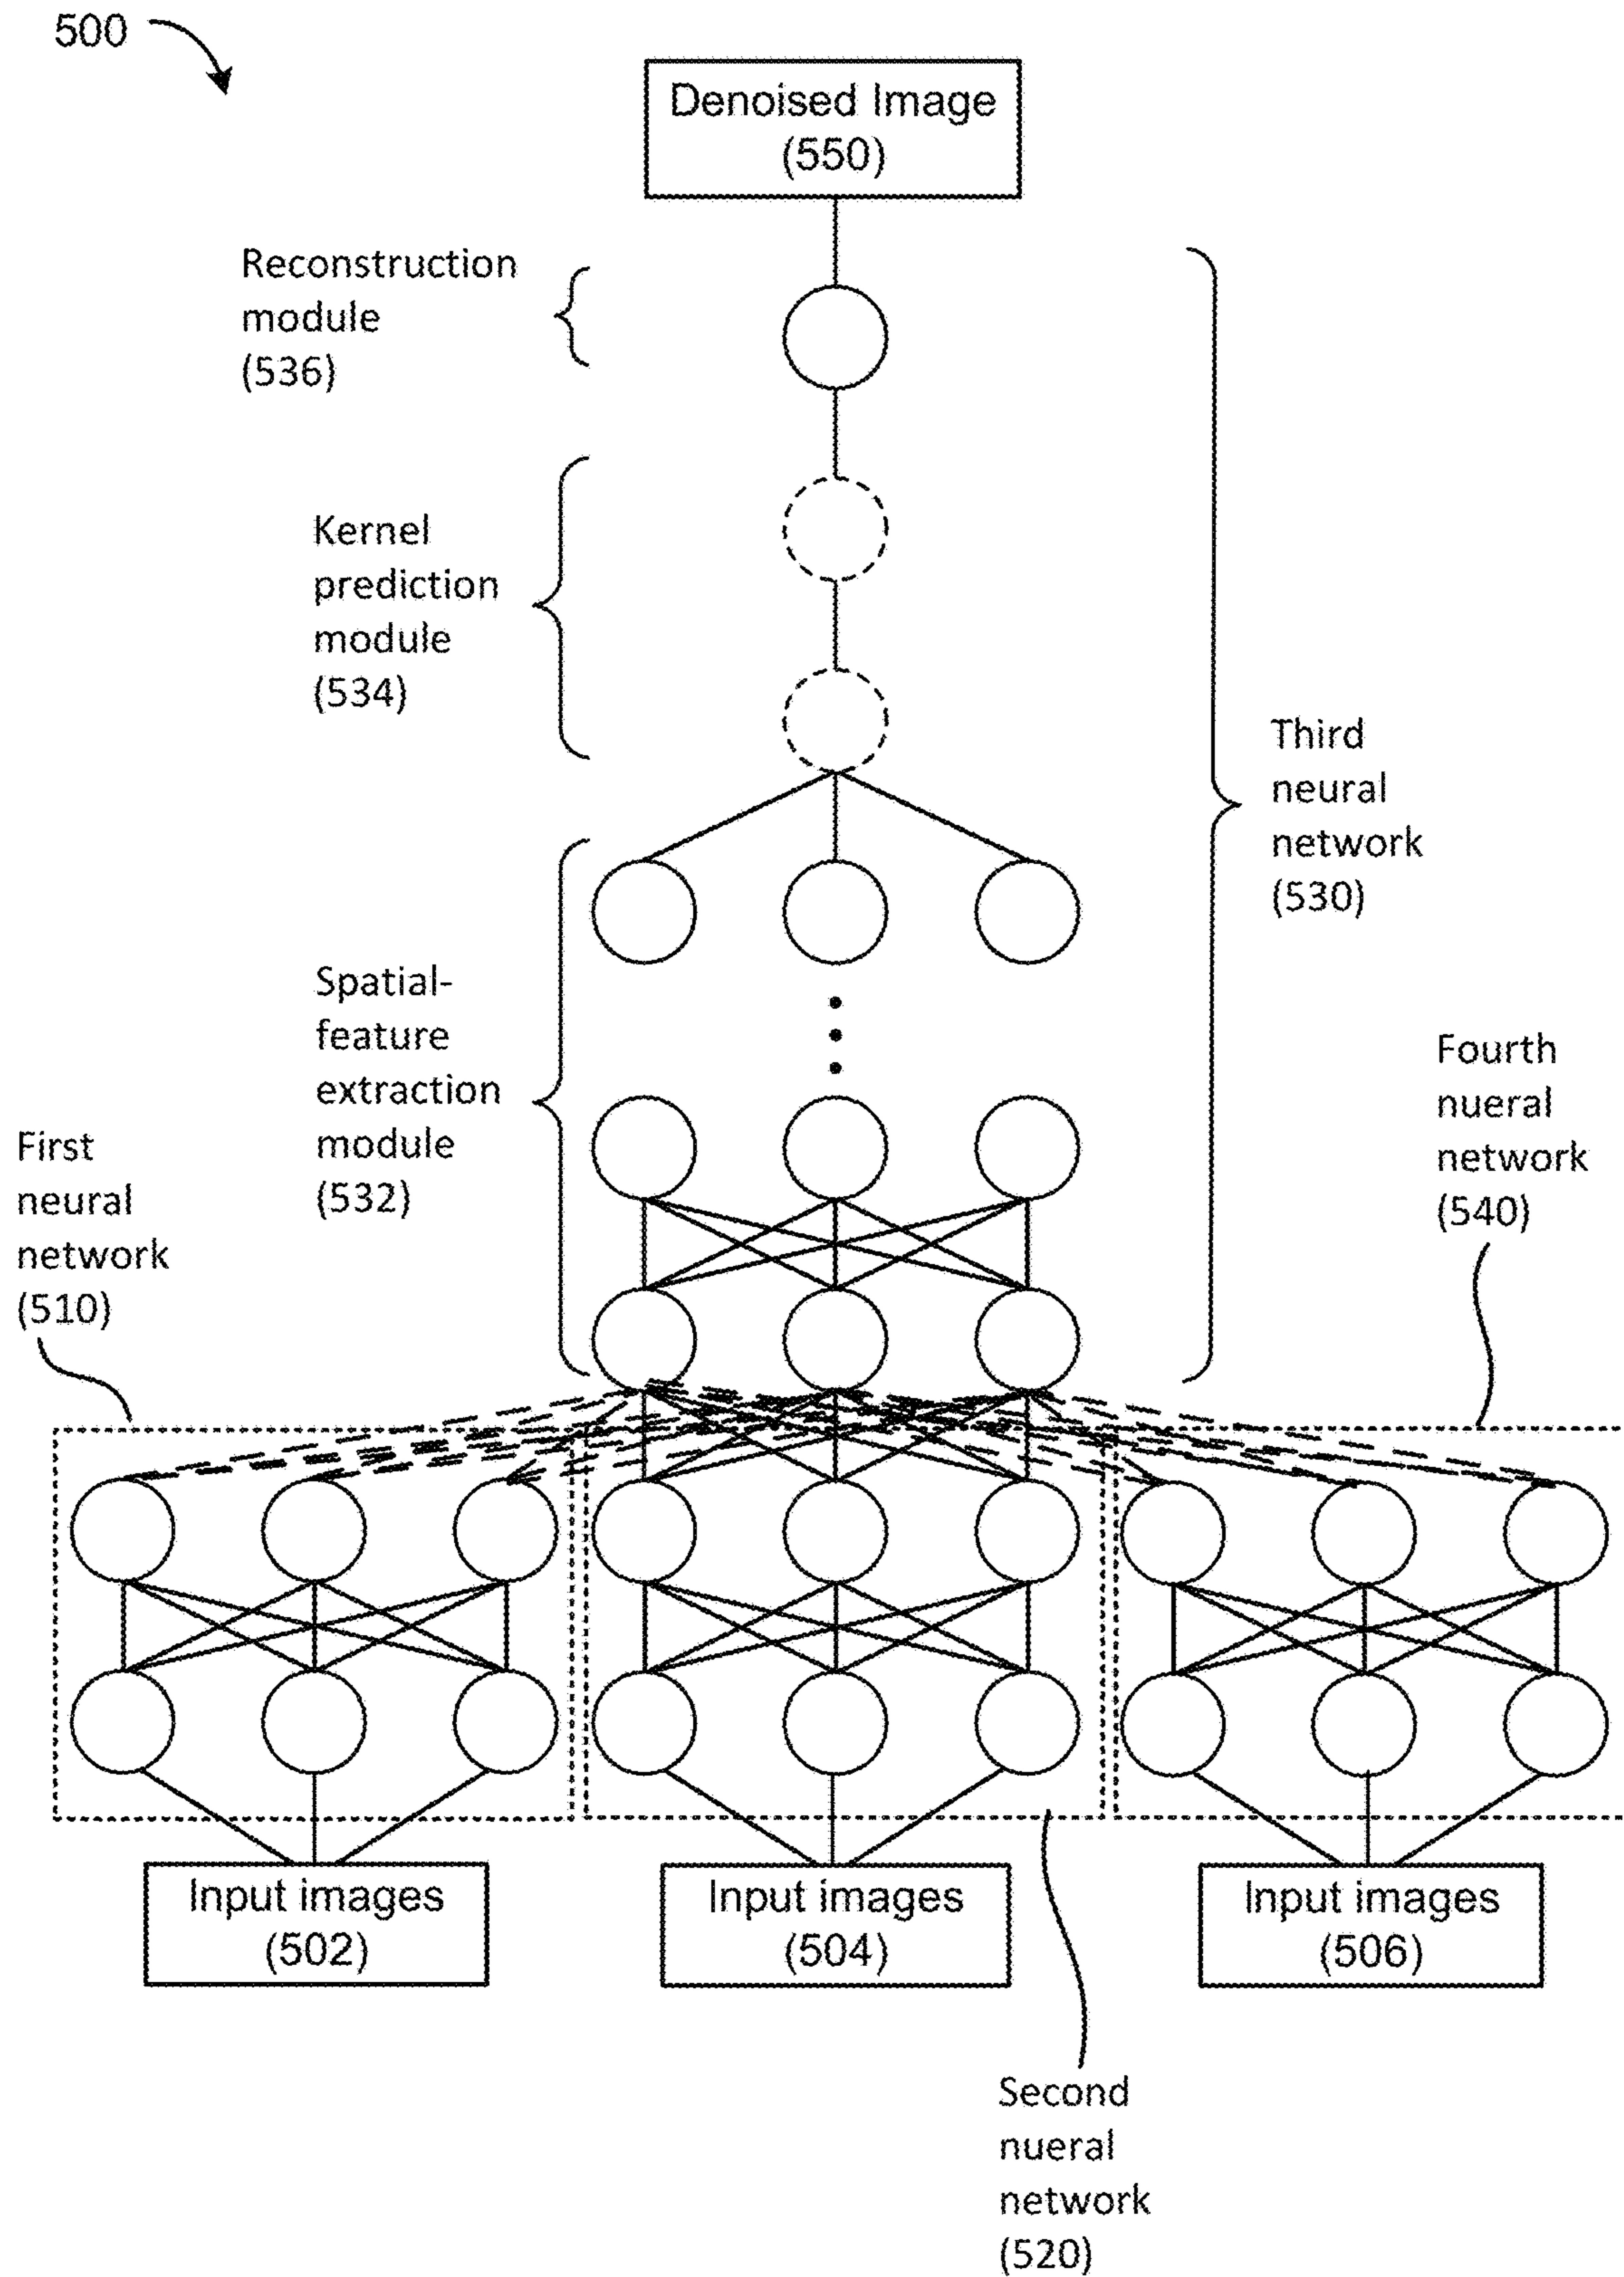 500
Denoised Image
(550)
Reconstruction
module
(536)
Kernel
prediction
module
(534)
Third
neural
network
(530)
Spatial-
feature
extraction
module
(532)
Fourth
nueral
network
(540)
First
neural
network
(510)
Input images
(502)
Input images
(504)
Input images
(506)
Second
nueral
network
(520)